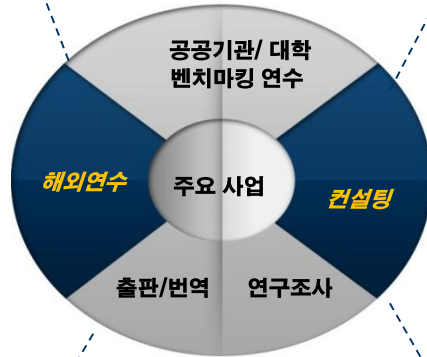 공공기관/ 대학
벤치마킹 연수
해외연수
주요 사업
컨설팅
출판/번역
연구조사